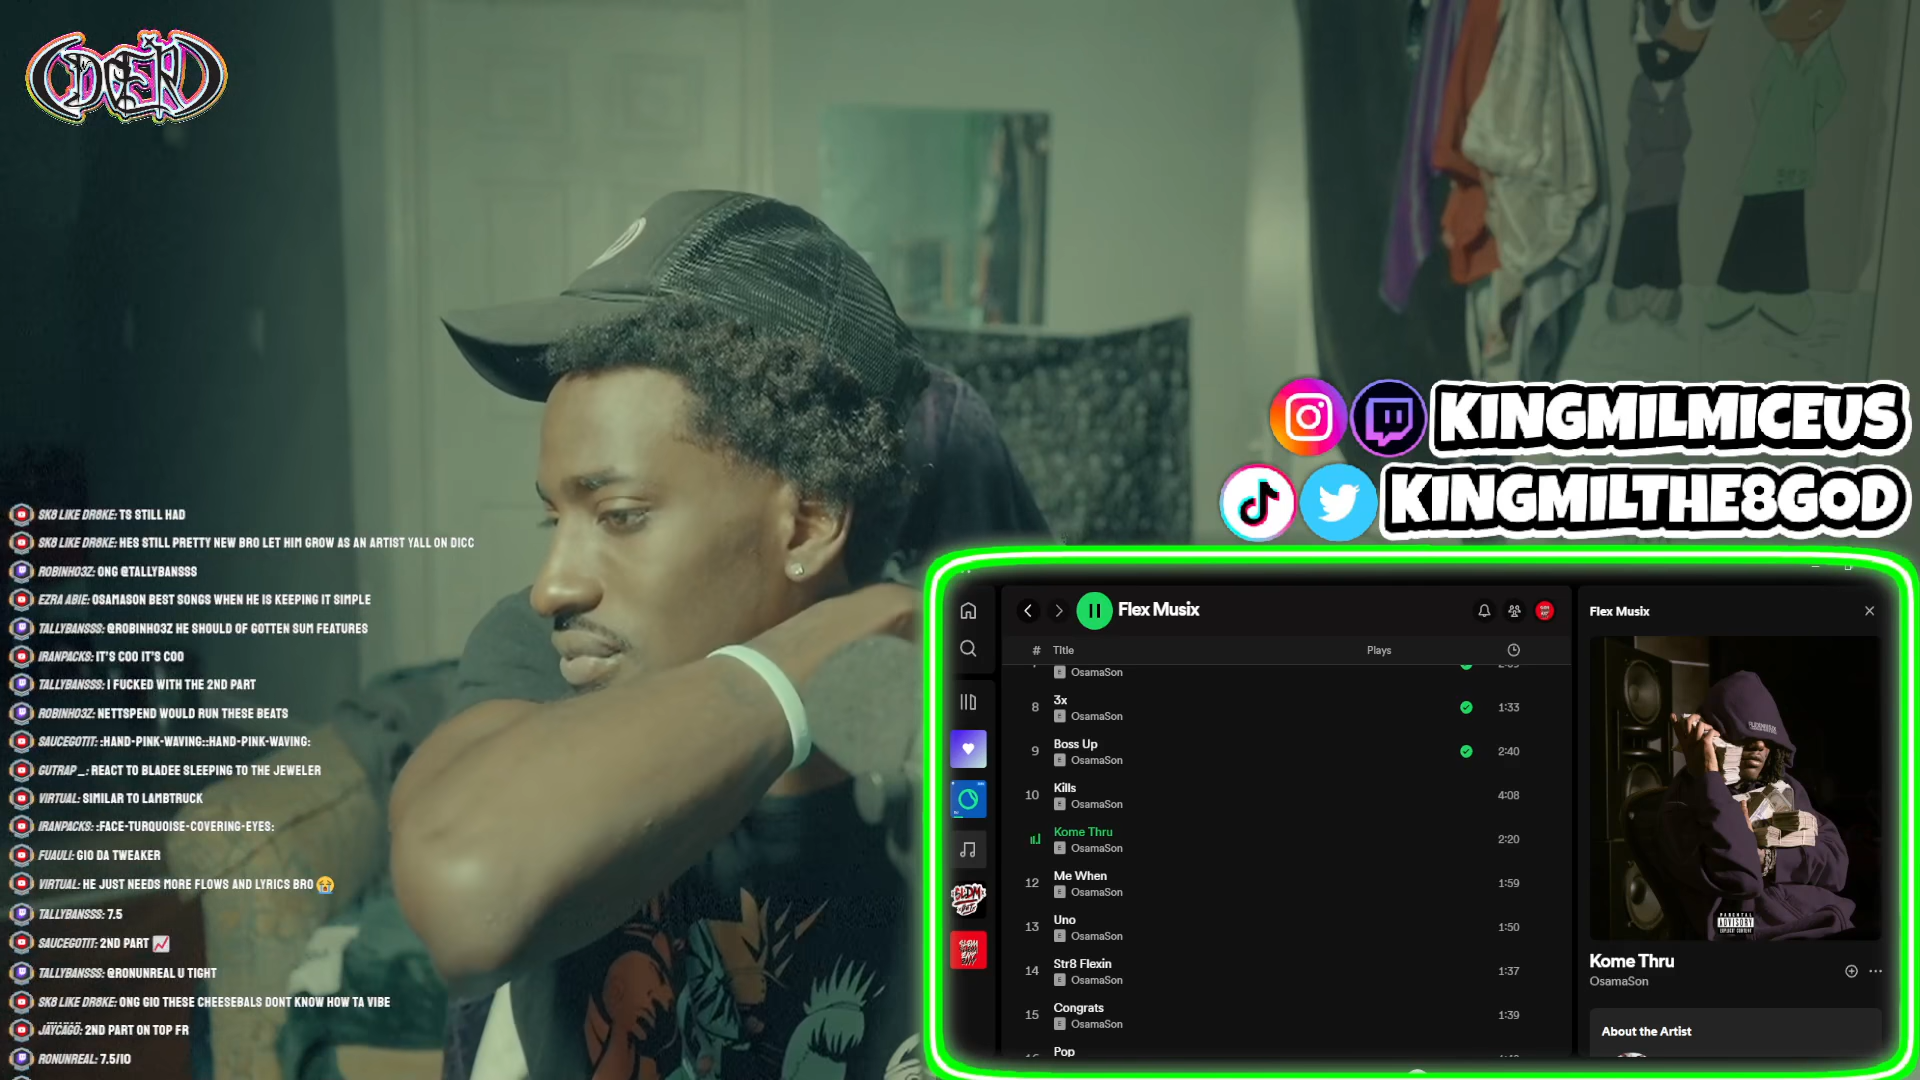 DCER
KINGMILMICEUS
KINGMILTHE8GOD
SK8 LIKE DR8KE: TS STILL HAD
SK8 LIKE DR8KE: HES STILL PRETTY NEW BRO LET HIM GROW AS AN ARTIST YALL ON DICC
ROBINHO3Z: ONG @TALLYBANSSS
EZRA ABIE: OSAMASON BEST SONGS WHEN HE IS KEEPING IT SIMPLE
TALLYBANSSS: @ROBINHO3Z HE SHOULD OF GOTTEN SUM FEATURES
IRANPACKS: IT'S COO IT'S COO
TALLYBANSSS: I FUCKED WITH THE 2ND PART
ROBINHO3Z: NETTSPEND WOULD RUN THESE BEATS
SAUCEGOTIT: :HAND-PINK-WAVING::HAND-PINK-WAVING:
GUTRAP _: REACT TO BLADEE SLEEPING TO THE JEWELER
VIRTUAL: SIMILAR TO LAMBTRUCK
IRANPACKS: :FACE-TURQUOISE-COVERING-EYES:
FUAULI: GIO DA TWEAKER
VIRTUAL: HE JUST NEEDS MORE FLOWS AND LYRICS BRO 😭
TALLYBANSSS: 7.5
SAUCEGOTIT: 2ND PART 📈
TALLYBANSSS: @RONUNREAL U TIGHT
SK8 LIKE DR8KE: ONG GIO THESE CHEESEBALS DONT KNOW HOW TA VIBE
JAYCAGO: 2ND PART ON TOP FR
RONUNREAL: 7.5/10
Flex Musix
# Title Plays
E OsamaSon
8 3x 1:33
E OsamaSon
9 Boss Up 2:40
E OsamaSon
10 Kills 4:08
E OsamaSon
Kome Thru 2:20
E OsamaSon
12 Me When 1:59
E OsamaSon
13 Uno 1:50
E OsamaSon
14 Str8 Flexin 1:37
E OsamaSon
15 Congrats 1:39
E OsamaSon
Pop
Flex Musix
PARENTAL
ADVISORY
EXPLICIT CONTENT
Kome Thru
OsamaSon
About the Artist